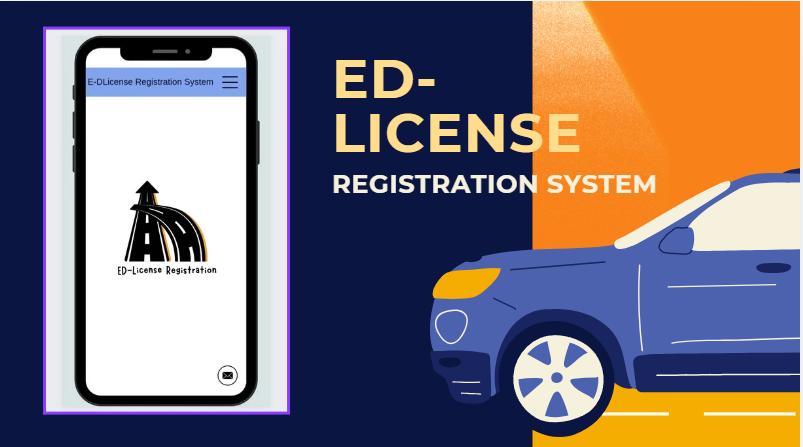 E-DLicense Registration System
ED-License Registration
ED-
LICENSE
REGISTRATION SYSTEM